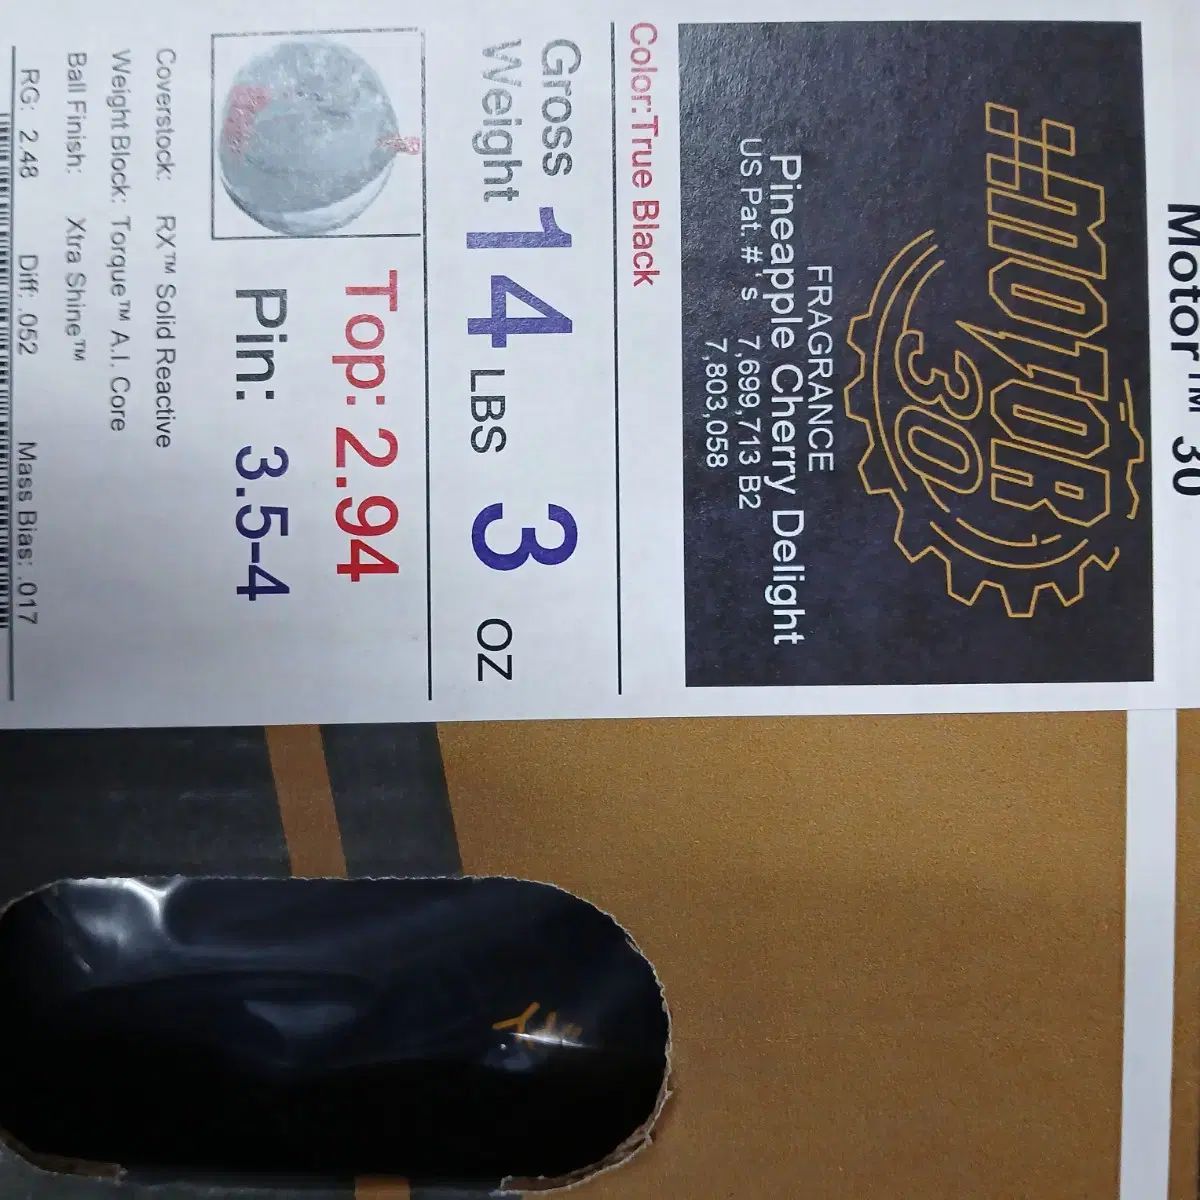 Motor™ 30
MOTOR
30
FRAGRANCE
Pineapple Cherry Delight
US Pat. #'s 7,699,713 B2
7,803,058
Color:True Black
Gross
Weight 14 LBS 3 oz
Top: 2.94
Pin: 3.5-4
Coverstock: RX™ Solid Reactive
Weight Block: Torque™ A.I. Core
Ball Finish: Xtra Shine™
RG: 2.48 Diff: .052 Mass Bias: .017